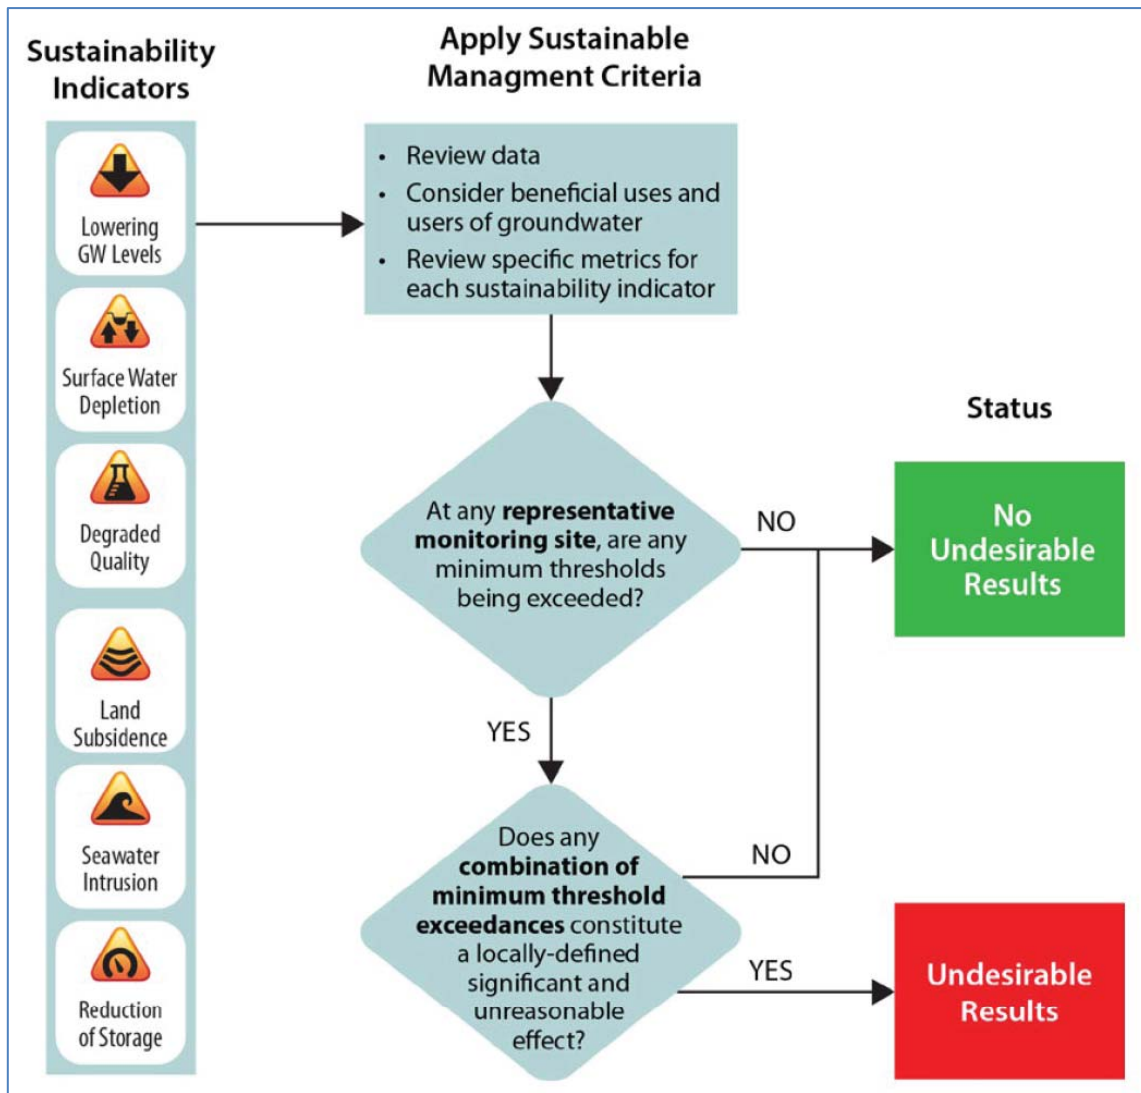 Sustainability
Indicators
Lowering
GW Levels
Surface Water
Depletion
Degraded
Quality
Land
Subsidence
Seawater
Intrusion
Reduction
of Storage
Apply Sustainable
Managment Criteria
• Review data
• Consider beneficial uses and
users of groundwater
• Review specific metrics for
each sustainability indicator
At any representative
monitoring site, are any
minimum thresholds
being exceeded?
NO
YES
Does any
combination of
minimum threshold
exceedances constitute
a locally-defined
significant and
unreasonable
effect?
NO
YES
Status
No
Undesirable
Results
Undesirable
Results